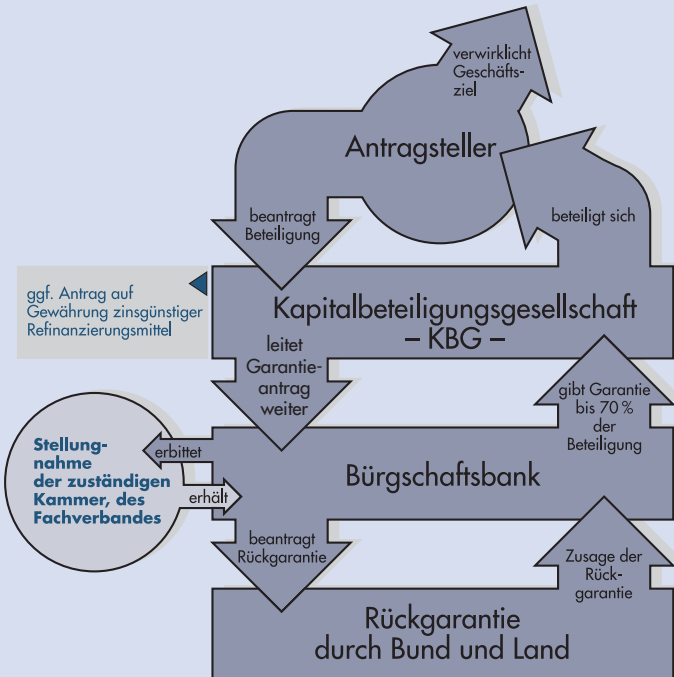 verwirklicht
Geschäfts-
ziel
Antragsteller
beantragt
Beteiligung
beteiligt sich
ggf. Antrag auf
Gewährung zinsgünstiger
Refinanzierungsmittel
Kapitalbeteiligungsgesellschaft
– KBG –
leitet
Garantie-
antrag
weiter
gibt Garantie
bis 70 %
der
Beteiligung
Stellung-
nahme
der zuständigen
Kammer, des
Fachverbandes
erbittet
erhält
Bürgschaftsbank
beantragt
Rückgarantie
Zusage der
Rück-
garantie
Rückgarantie
durch Bund und Land